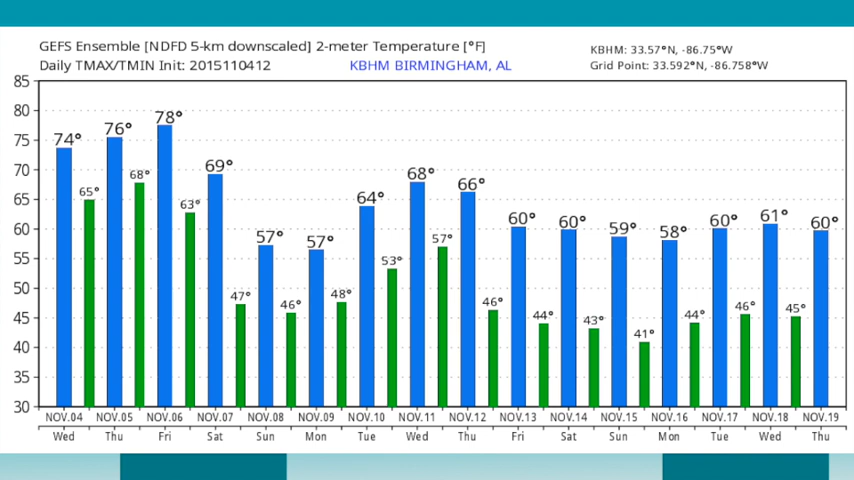 GEFS Ensemble [NDFD 5-km downscaled] 2-meter Temperature [°F]
Daily TMAX/TMIN Init: 2015110412
KBHM BIRMINGHAM, AL
KBHM: 33.57°N, -86.75°W
Grid Point: 33.592°N, -86.758°W
85
80
75
70
65
60
55
50
45
40
35
30
74° 65° 76° 68° 78° 63° 69° 47° 57° 46° 57° 48° 64° 53° 68° 57° 66° 46° 60° 44° 60° 43° 59° 41° 58° 44° 60° 46° 61° 45° 60°
NOV.04 NOV.05 NOV.06 NOV.07 NOV.08 NOV.09 NOV.10 NOV.11 NOV.12 NOV.13 NOV.14 NOV.15 NOV.16 NOV.17 NOV.18 NOV.19
Wed Thu Fri Sat Sun Mon Tue Wed Thu Fri Sat Sun Mon Tue Wed Thu